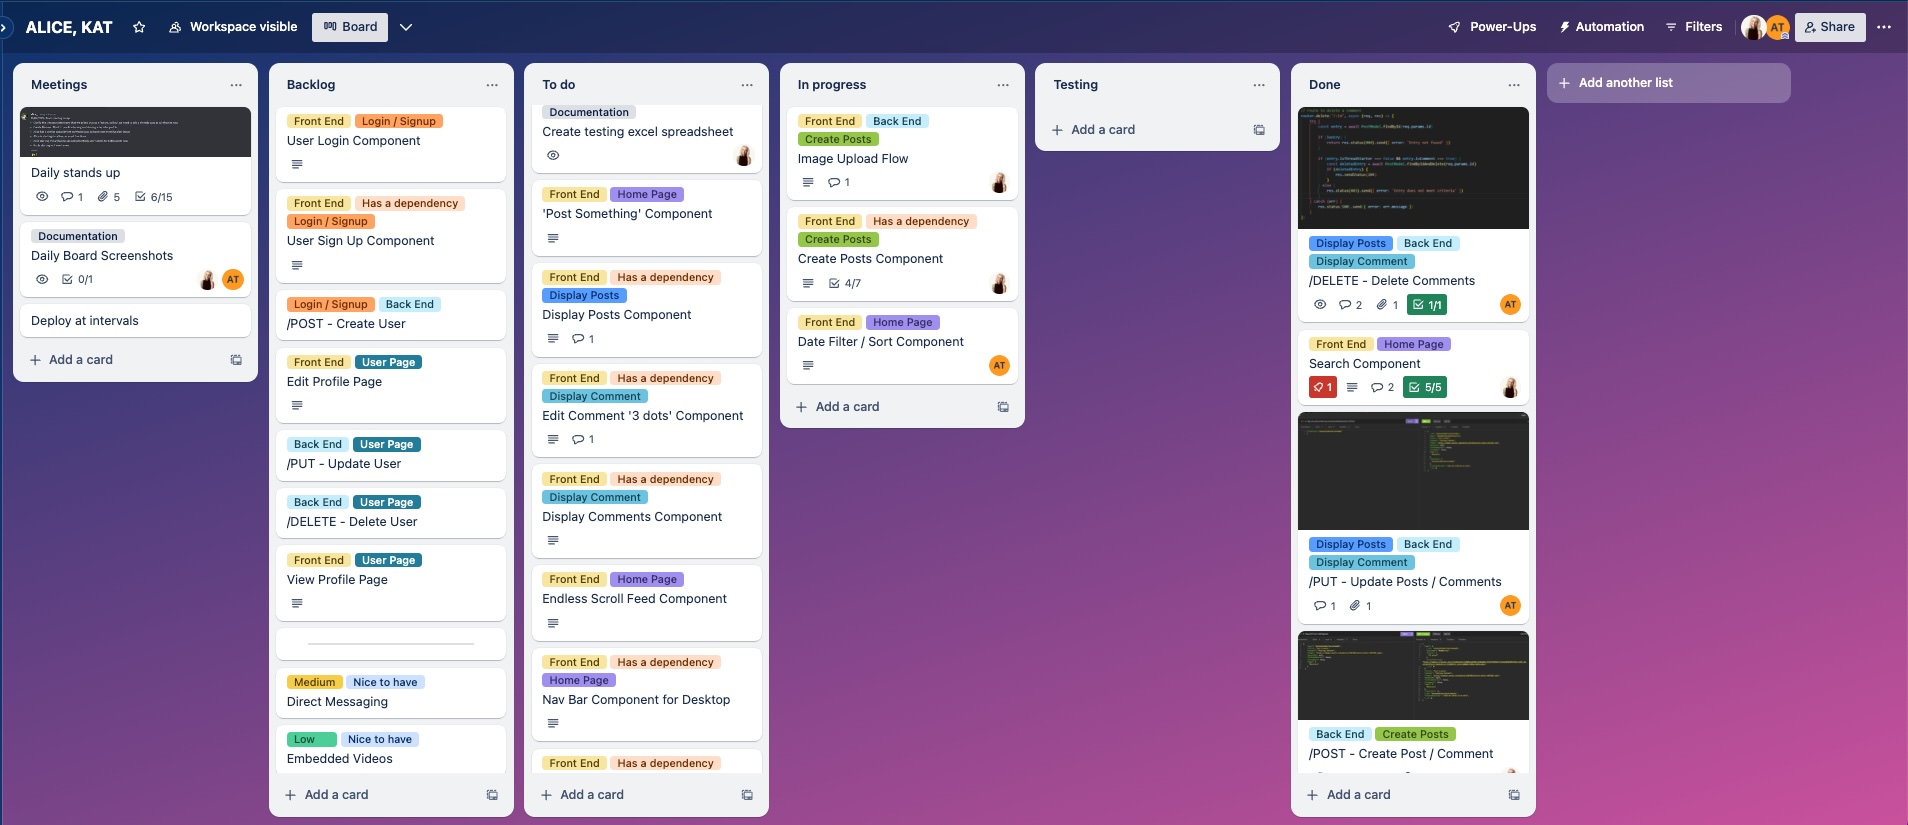 ALICE, KAT
Workspace visible
Board
Power-Ups
Automation
Filters
AT
Share
Meetings
Daily stands up
1
5
6/15
Documentation
Daily Board Screenshots
0/1
AT
Deploy at intervals
Add a card
Backlog
Front End Login / Signup
User Login Component
Front End Has a dependency
Login / Signup
User Sign Up Component
Login / Signup Back End
/POST - Create User
Front End User Page
Edit Profile Page
Back End User Page
/PUT - Update User
Back End User Page
/DELETE - Delete User
Front End User Page
View Profile Page
Medium Nice to have
Direct Messaging
Low Nice to have
Embedded Videos
Add a card
To do
Documentation
Create testing excel spreadsheet
Front End Home Page
'Post Something' Component
Front End Has a dependency
Display Posts
Display Posts Component
1
Front End Has a dependency
Display Comment
Edit Comment '3 dots' Component
1
Front End Has a dependency
Display Comment
Display Comments Component
Front End Home Page
Endless Scroll Feed Component
Front End Has a dependency
Home Page
Nav Bar Component for Desktop
Front End Has a dependency
Add a card
In progress
Front End Back End
Create Posts
Image Upload Flow
1
Front End Has a dependency
Create Posts
Create Posts Component
4/7
Front End Home Page
Date Filter / Sort Component
AT
Add a card
Testing
Add a card
Done
Display Posts Back End
Display Comment
/DELETE - Delete Comments
2
1
1/1
AT
Front End Home Page
Search Component
1
2
5/5
Display Posts Back End
Display Comment
/PUT - Update Posts / Comments
1
1
AT
Back End Create Posts
/POST - Create Post / Comment
Add a card
Add another list